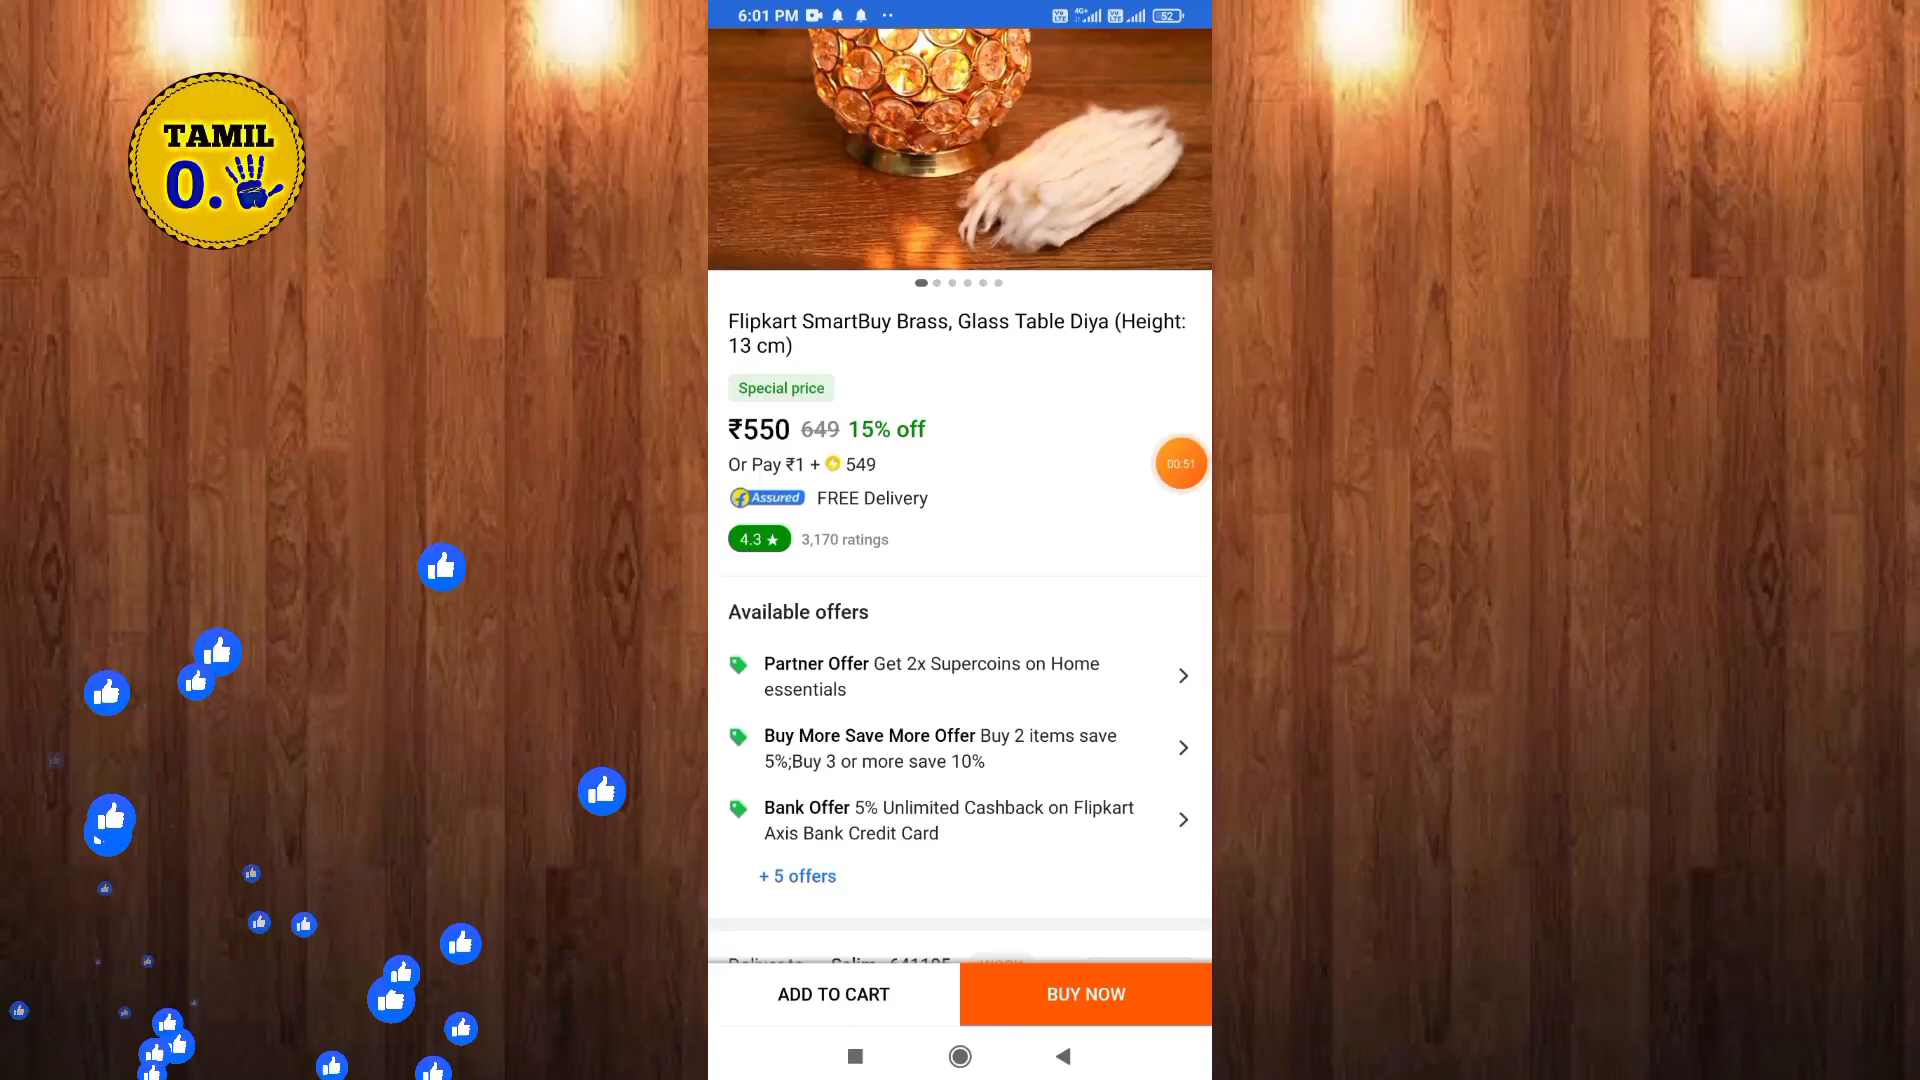 6:01 PM
52
TAMIL
0.
Flipkart SmartBuy Brass, Glass Table Diya (Height:
13 cm)
Special price
₹550 649 15% off
Or Pay ₹1 + 549
00:51
Assured FREE Delivery
4.3 ★ 3,170 ratings
Available offers
Partner Offer Get 2x Supercoins on Home
essentials
Buy More Save More Offer Buy 2 items save
5%;Buy 3 or more save 10%
Bank Offer 5% Unlimited Cashback on Flipkart
Axis Bank Credit Card
+ 5 offers
ADD TO CART
BUY NOW